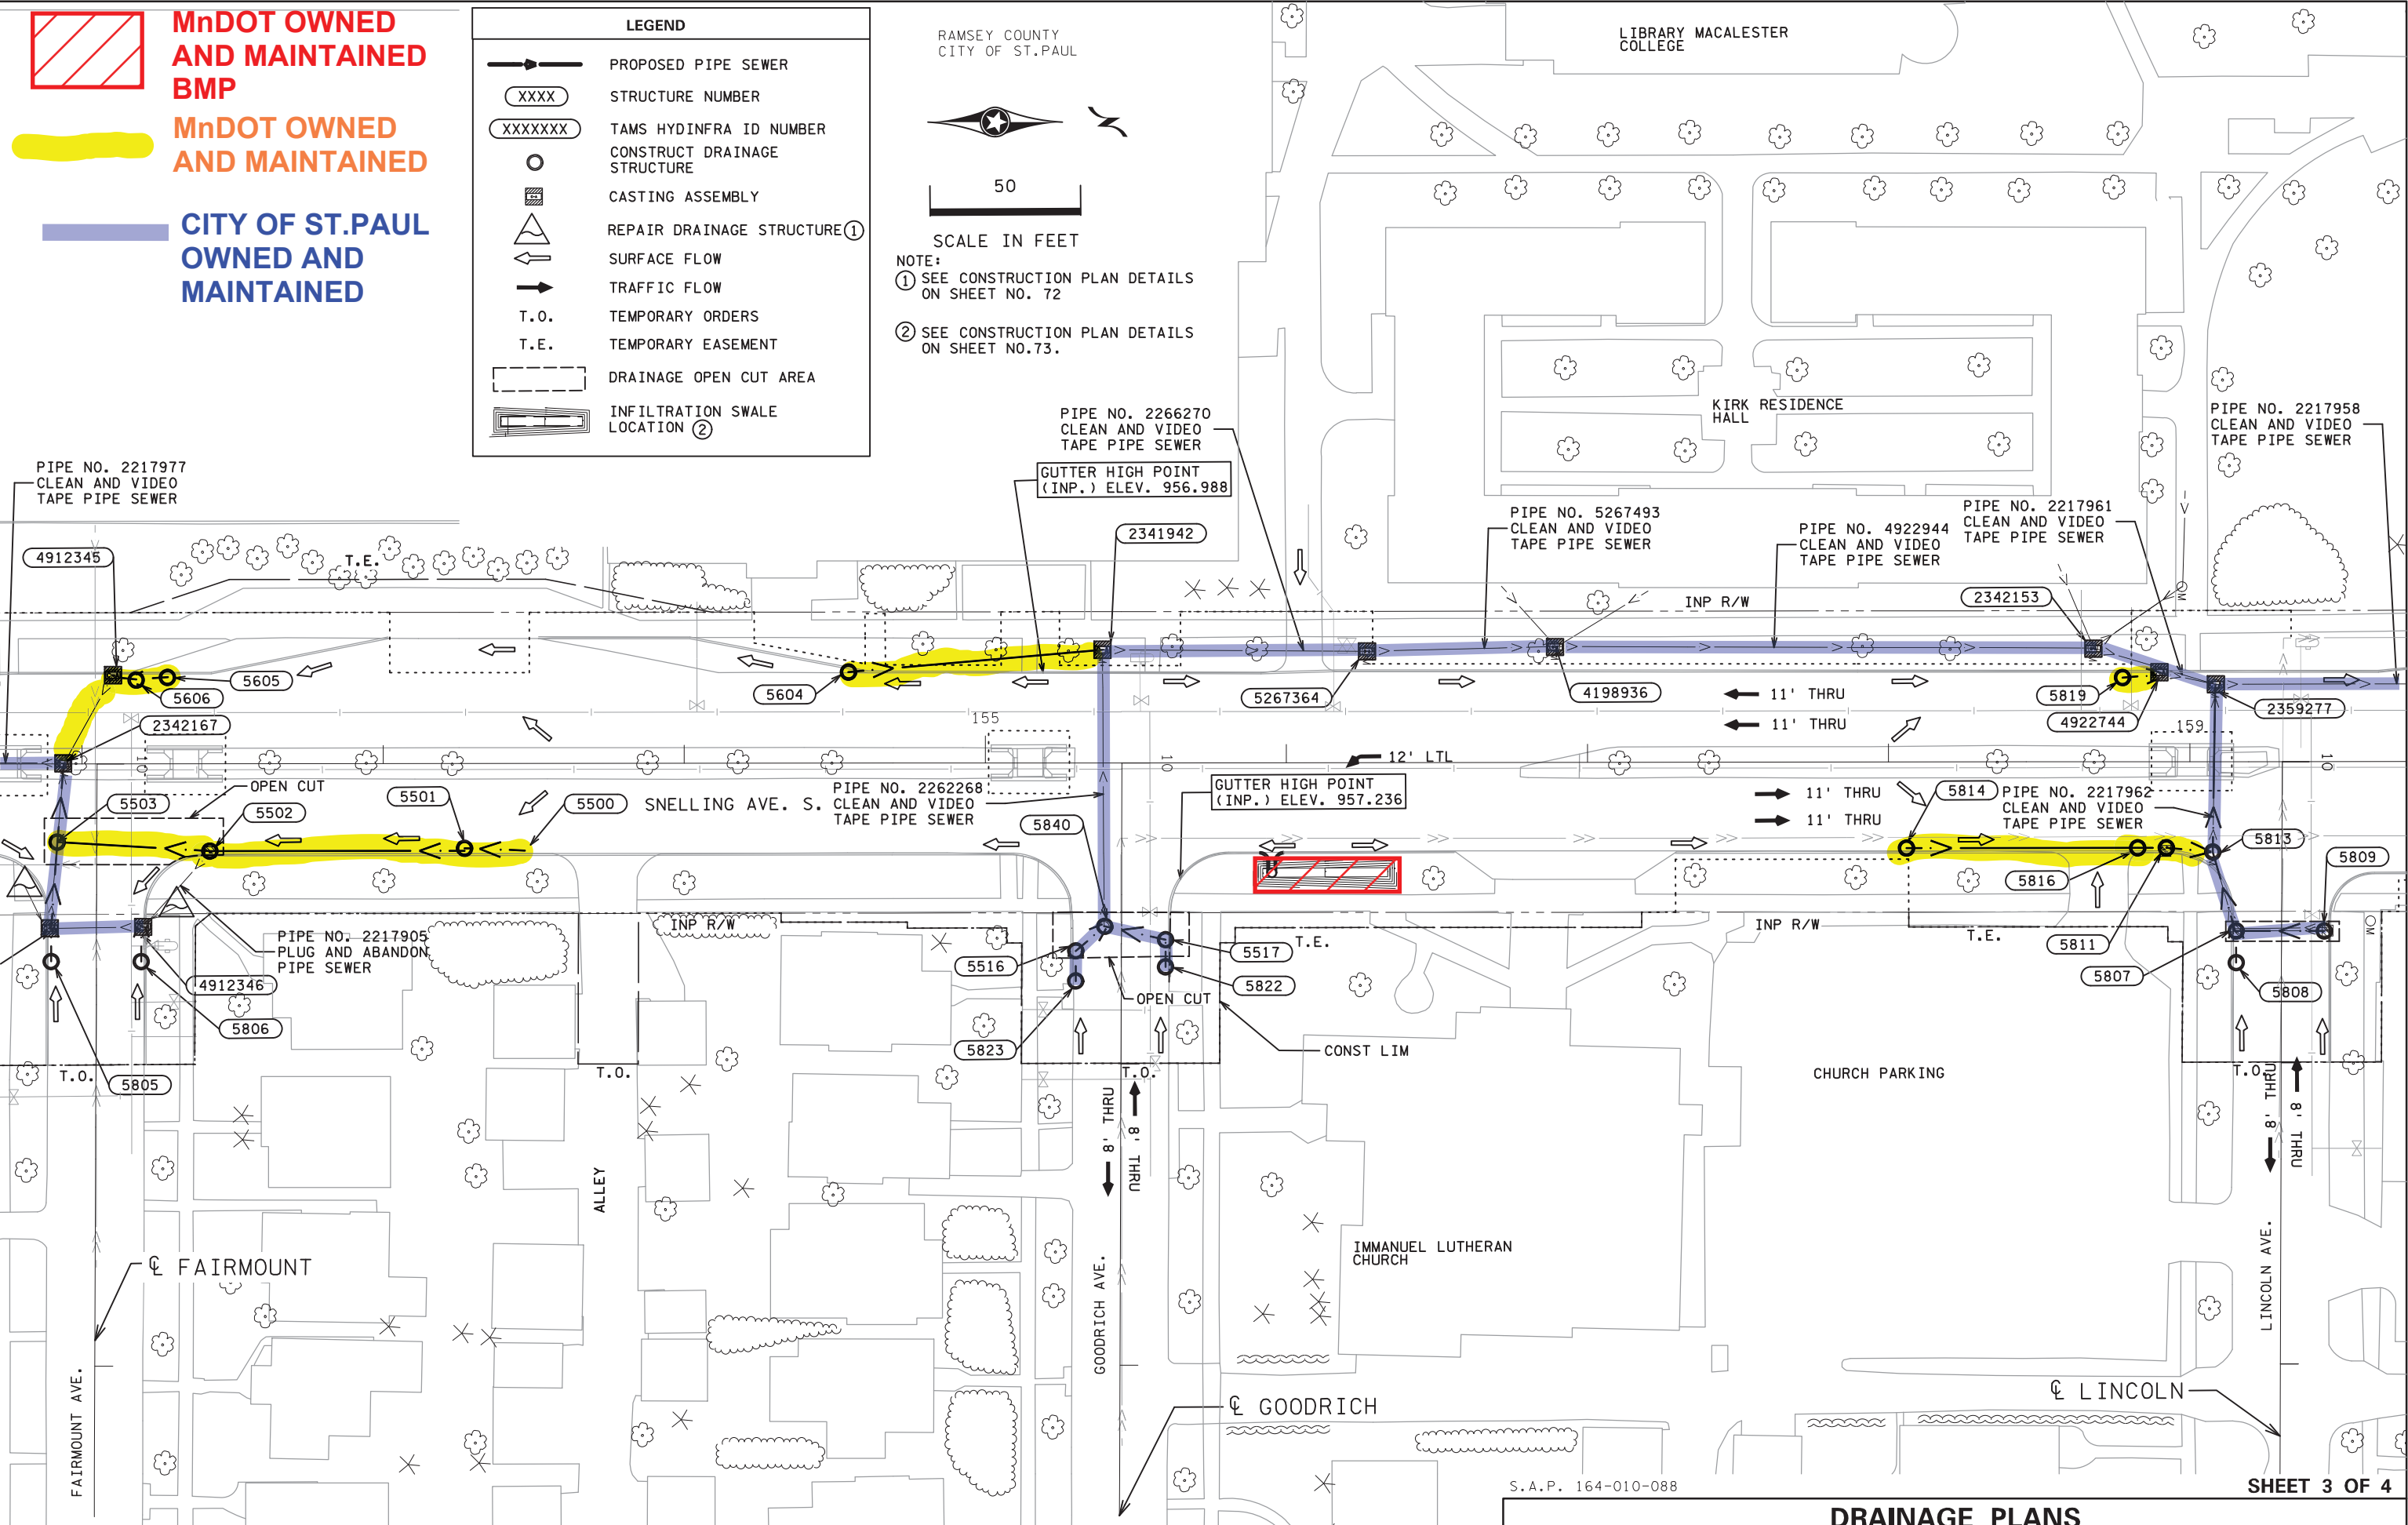 MnDOT OWNED
AND MAINTAINED
BMP
MnDOT OWNED
AND MAINTAINED
CITY OF ST.PAUL
OWNED AND
MAINTAINED
LEGEND
PROPOSED PIPE SEWER
XXXX STRUCTURE NUMBER
XXXXXXX TAMS HYDINFRA ID NUMBER
CONSTRUCT DRAINAGE
STRUCTURE
CASTING ASSEMBLY
REPAIR DRAINAGE STRUCTURE 1
SURFACE FLOW
TRAFFIC FLOW
T.O. TEMPORARY ORDERS
T.E. TEMPORARY EASEMENT
DRAINAGE OPEN CUT AREA
INFILTRATION SWALE
LOCATION 2
RAMSEY COUNTY
CITY OF ST.PAUL
50
SCALE IN FEET
NOTE:
1 SEE CONSTRUCTION PLAN DETAILS
ON SHEET NO. 72
2 SEE CONSTRUCTION PLAN DETAILS
ON SHEET NO.73.
LIBRARY MACALESTER
COLLEGE
KIRK RESIDENCE
HALL
PIPE NO. 2217977
CLEAN AND VIDEO
TAPE PIPE SEWER
PIPE NO. 2266270
CLEAN AND VIDEO
TAPE PIPE SEWER
GUTTER HIGH POINT
(INP.) ELEV. 956.988
PIPE NO. 5267493
CLEAN AND VIDEO
TAPE PIPE SEWER
PIPE NO. 4922944
CLEAN AND VIDEO
TAPE PIPE SEWER
PIPE NO. 2217961
CLEAN AND VIDEO
TAPE PIPE SEWER
PIPE NO. 2217958
CLEAN AND VIDEO
TAPE PIPE SEWER
4912345
T.E.
2341942
INP R/W
2342153
5605
5606
5604
5267364
4198936
5819
4922744
2359277
2342167
155
159
11' THRU
11' THRU
12' LTL
10
10
10
OPEN CUT
5503
5502
5501
5500
SNELLING AVE. S.
PIPE NO. 2262268
CLEAN AND VIDEO
TAPE PIPE SEWER
GUTTER HIGH POINT
(INP.) ELEV. 957.236
11' THRU
11' THRU
5814
PIPE NO. 2217962
CLEAN AND VIDEO
TAPE PIPE SEWER
5840
5813
5809
5816
5811
5807
5808
INP R/W
INP R/W
T.E.
T.E.
PIPE NO. 2217905
PLUG AND ABANDON
PIPE SEWER
4912346
5806
5805
5516
5517
5822
5823
OPEN CUT
CONST LIM
T.O.
T.O.
T.O.
T.O.
CHURCH PARKING
8' THRU
8' THRU
8' THRU
8' THRU
ALLEY
IMMANUEL LUTHERAN
CHURCH
℄ FAIRMOUNT
FAIRMOUNT AVE.
GOODRICH AVE.
℄ GOODRICH
LINCOLN AVE.
℄ LINCOLN
S.A.P. 164-010-088
SHEET 3 OF 4
DRAINAGE PLANS